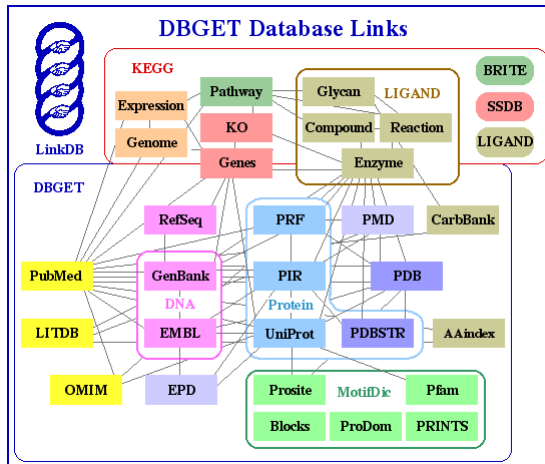 DBGET Database Links
LinkDB
KEGG
Pathway
Glycan
LIGAND
BRITE
Expression
KO
Compound
Reaction
SSDB
Genome
Genes
Enzyme
LIGAND
DBGET
RefSeq
PRF
PMD
CarbBank
PubMed
GenBank
PIR
PDB
DNA
Protein
LITDB
EMBL
UniProt
PDBSTR
AAindex
OMIM
EPD
Prosite
MotifDic
Pfam
Blocks
ProDom
PRINTS